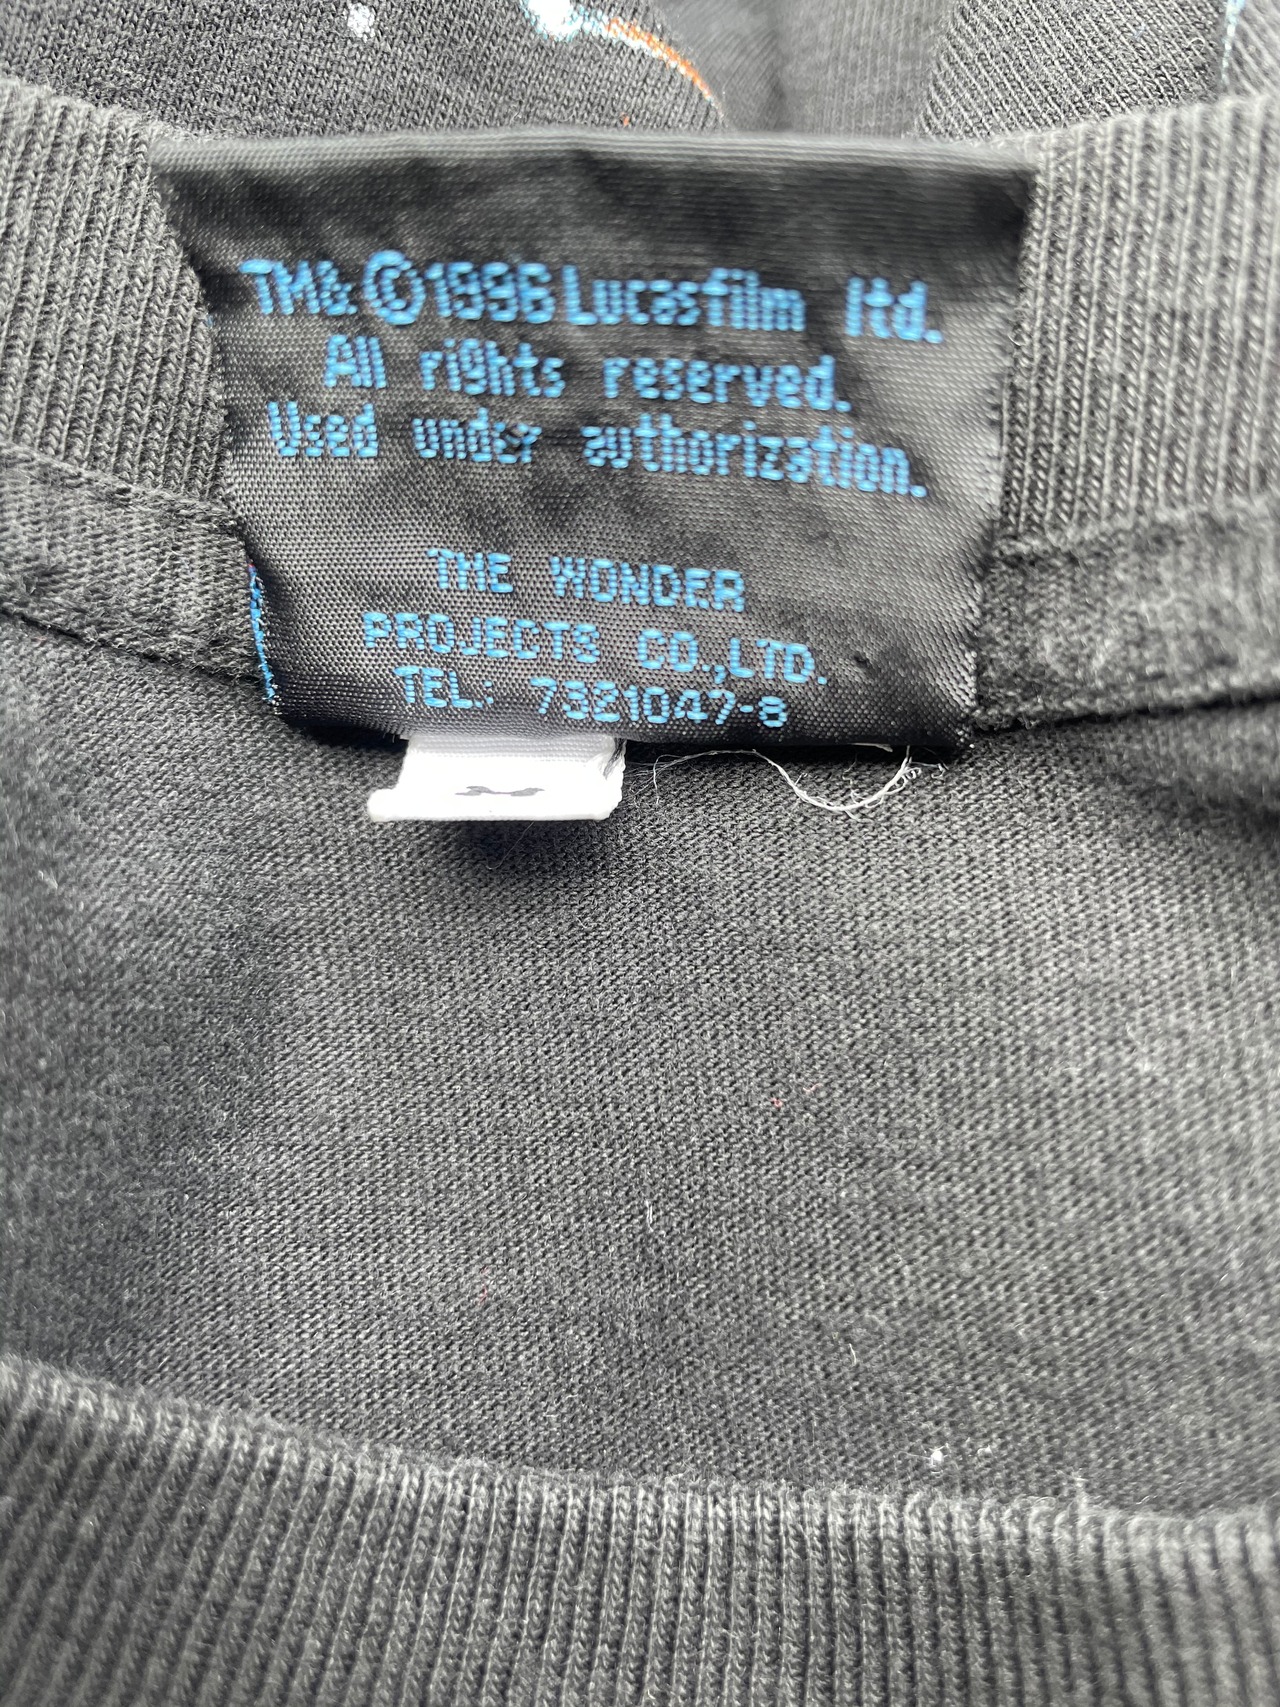 TM& ©1996 Lucasfilm ltd.
All rights reserved.
Used under authorization.
THE WONDER
PROJECTS CO.,LTD.
TEL.: 7321047-8